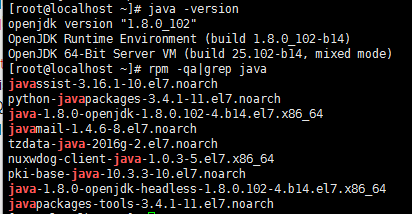 [root@localhost ~]# java -version
openjdk version "1.8.0_102"
OpenJDK Runtime Environment (build 1.8.0_102-b14)
OpenJDK 64-Bit Server VM (build 25.102-b14, mixed mode)
[root@localhost ~]# rpm -qa|grep java
javassist-3.16.1-10.el7.noarch
python-javapackages-3.4.1-11.el7.noarch
java-1.8.0-openjdk-1.8.0.102-4.b14.el7.x86_64
javamail-1.4.6-8.el7.noarch
tzdata-java-2016g-2.el7.noarch
nuxwdog-client-java-1.0.3-5.el7.x86_64
pki-base-java-10.3.3-10.el7.noarch
java-1.8.0-openjdk-headless-1.8.0.102-4.b14.el7.x86_64
javapackages-tools-3.4.1-11.el7.noarch